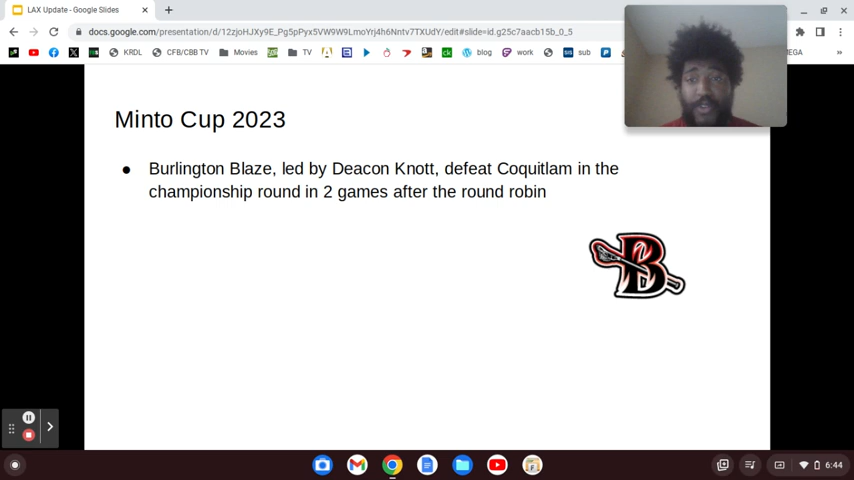 LAX Update - Google Slides
docs.google.com/presentation/d/12zjoHJXy9E_Pg5pPyx5VW9W9LmoYrj4h6Nntv7TXUdY/edit#slide=id.g25c7aacb15b_0_5
KRDL
CFB/CBB TV
Movies
TV
blog
work
sub
Minto Cup 2023
Burlington Blaze, led by Deacon Knott, defeat Coquitlam in the
championship round in 2 games after the round robin
B
6:44